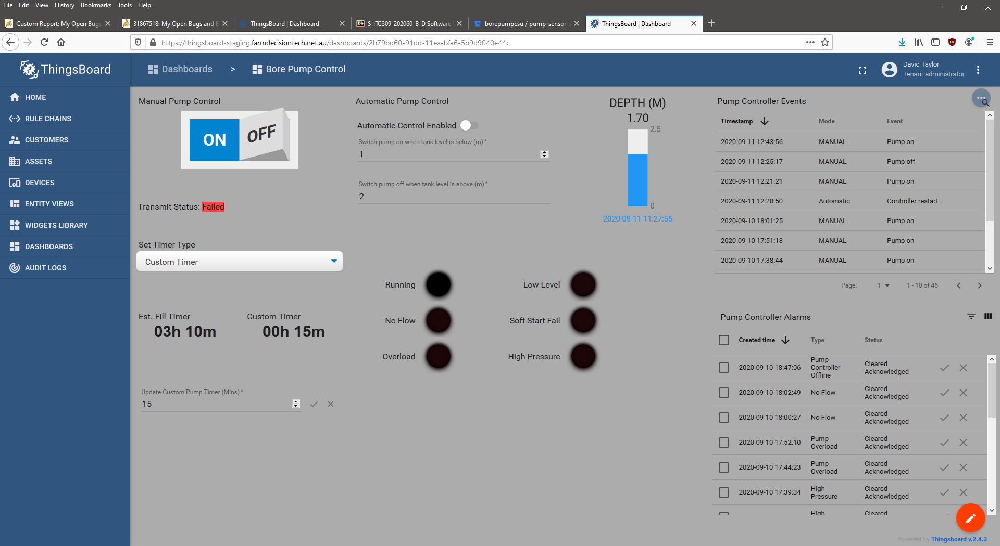 File Edit View History Bookmarks Tools Help
Custom Report: My Open Bugs
31867518: My Open Bugs and E
ThingsBoard | Dashboard
S-ITC309_202060_B_D Software
borepumpcsu / pump-sensor-s
ThingsBoard | Dashboard
https://thingsboard-staging.farmdecisiontech.net.au/dashboards/2b79bd60-91dd-11ea-bfa6-5b9d9040e44c
ThingsBoard
Dashboards > Bore Pump Control
David Taylor
Tenant administrator
HOME
RULE CHAINS
CUSTOMERS
ASSETS
DEVICES
ENTITY VIEWS
WIDGETS LIBRARY
DASHBOARDS
AUDIT LOGS
Manual Pump Control
ON OFF
Transmit Status: Failed
Set Timer Type
Custom Timer
Est. Fill Timer
03h 10m
Custom Timer
00h 15m
Update Custom Pump Timer (Mins) *
15
Automatic Pump Control
Automatic Control Enabled
Switch pump on when tank level is below (m) *
1
Switch pump off when tank level is above (m) *
2
DEPTH (M)
1.70
2.5
0
2020-09-11 11:27:55
Running
Low Level
No Flow
Soft Start Fail
Overload
High Pressure
Pump Controller Events
Timestamp Mode Event
2020-09-11 12:43:56 MANUAL Pump on
2020-09-11 12:25:17 MANUAL Pump off
2020-09-11 12:21:21 MANUAL Pump on
2020-09-11 12:20:50 Automatic Controller restart
2020-09-10 18:01:25 MANUAL Pump on
2020-09-10 17:51:18 MANUAL Pump on
2020-09-10 17:38:44 MANUAL Pump on
Page: 1 1 - 10 of 46
Pump Controller Alarms
Created time Type Status
2020-09-10 18:47:06 Pump Controller Offline Cleared Acknowledged
2020-09-10 18:02:49 No Flow Cleared Acknowledged
2020-09-10 18:00:27 No Flow Cleared Acknowledged
2020-09-10 17:52:10 Pump Overload Cleared Acknowledged
2020-09-10 17:44:23 Pump Overload Cleared Acknowledged
2020-09-10 17:39:34 High Pressure Cleared Acknowledged
High Cleared
Powered by Thingsboard v.2.4.3